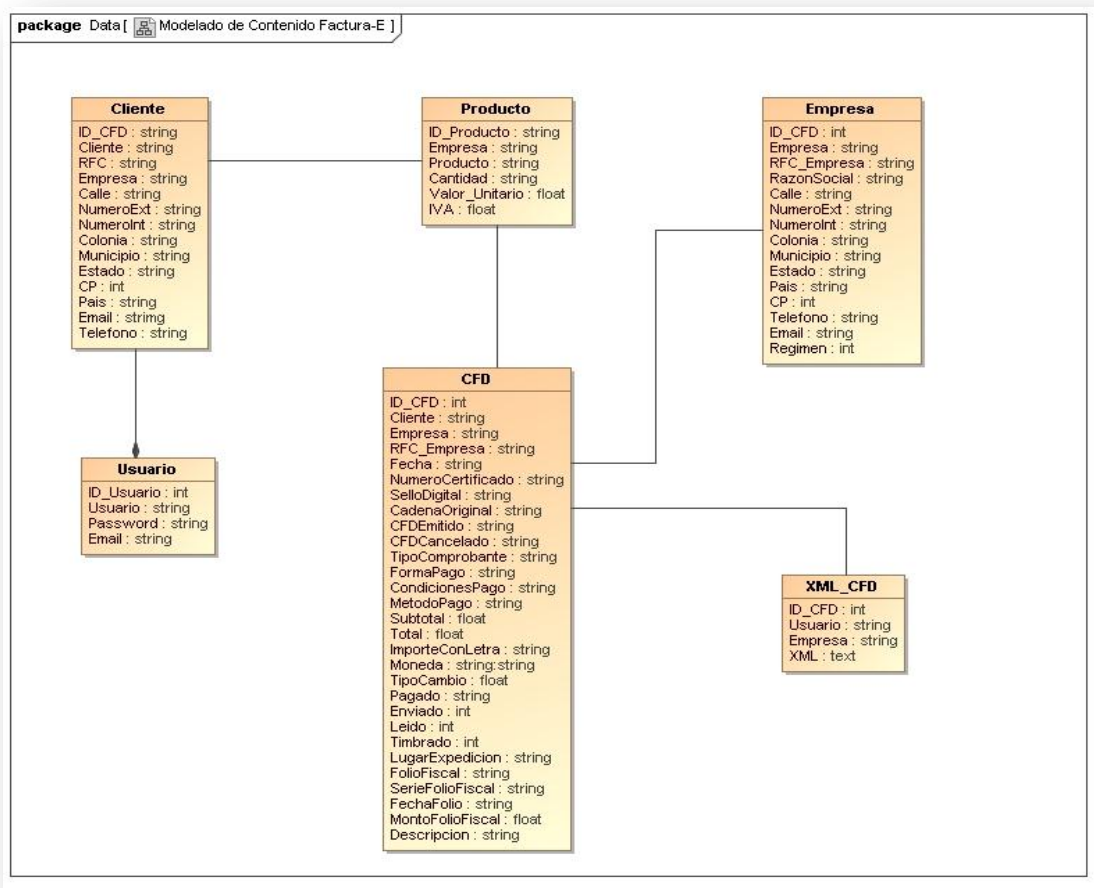 package Data [ Modelado de Contenido Factura-E ]
Cliente
ID_CFD : string
Cliente : string
RFC : string
Empresa : string
Calle : string
NumeroExt : string
NumeroInt : string
Colonia : string
Municipio : string
Estado : string
CP : int
Pais : string
Email : strimg
Telefono : string
Producto
ID_Producto : string
Empresa : string
Producto : string
Cantidad : string
Valor_Unitario : float
IVA : float
Empresa
ID_CFD : int
Empresa : string
RFC_Empresa : string
RazonSocial : string
Calle : string
NumeroExt : string
NumeroInt : string
Colonia : string
Municipio : string
Estado : string
Pais : string
CP : int
Telefono : string
Email : string
Regimen : int
Usuario
ID_Usuario : int
Usuario : string
Password : string
Email : string
CFD
ID_CFD : int
Cliente : string
Empresa : string
RFC_Empresa : string
Fecha : string
NumeroCertificado : string
SelloDigital : string
CadenaOriginal : string
CFDEmitido : string
CFDCancelado : string
TipoComprobante : string
FormaPago : string
CondicionesPago : string
MetodoPago : string
Subtotal : float
Total : float
ImporteConLetra : string
Moneda : string:string
TipoCambio : float
Pagado : string
Enviado : int
Leido : int
Timbrado : int
LugarExpedicion : string
FolioFiscal : string
SerieFolioFiscal : string
FechaFolio : string
MontoFolioFiscal : float
Descripcion : string
XML_CFD
ID_CFD : int
Usuario : string
Empresa : string
XML : text